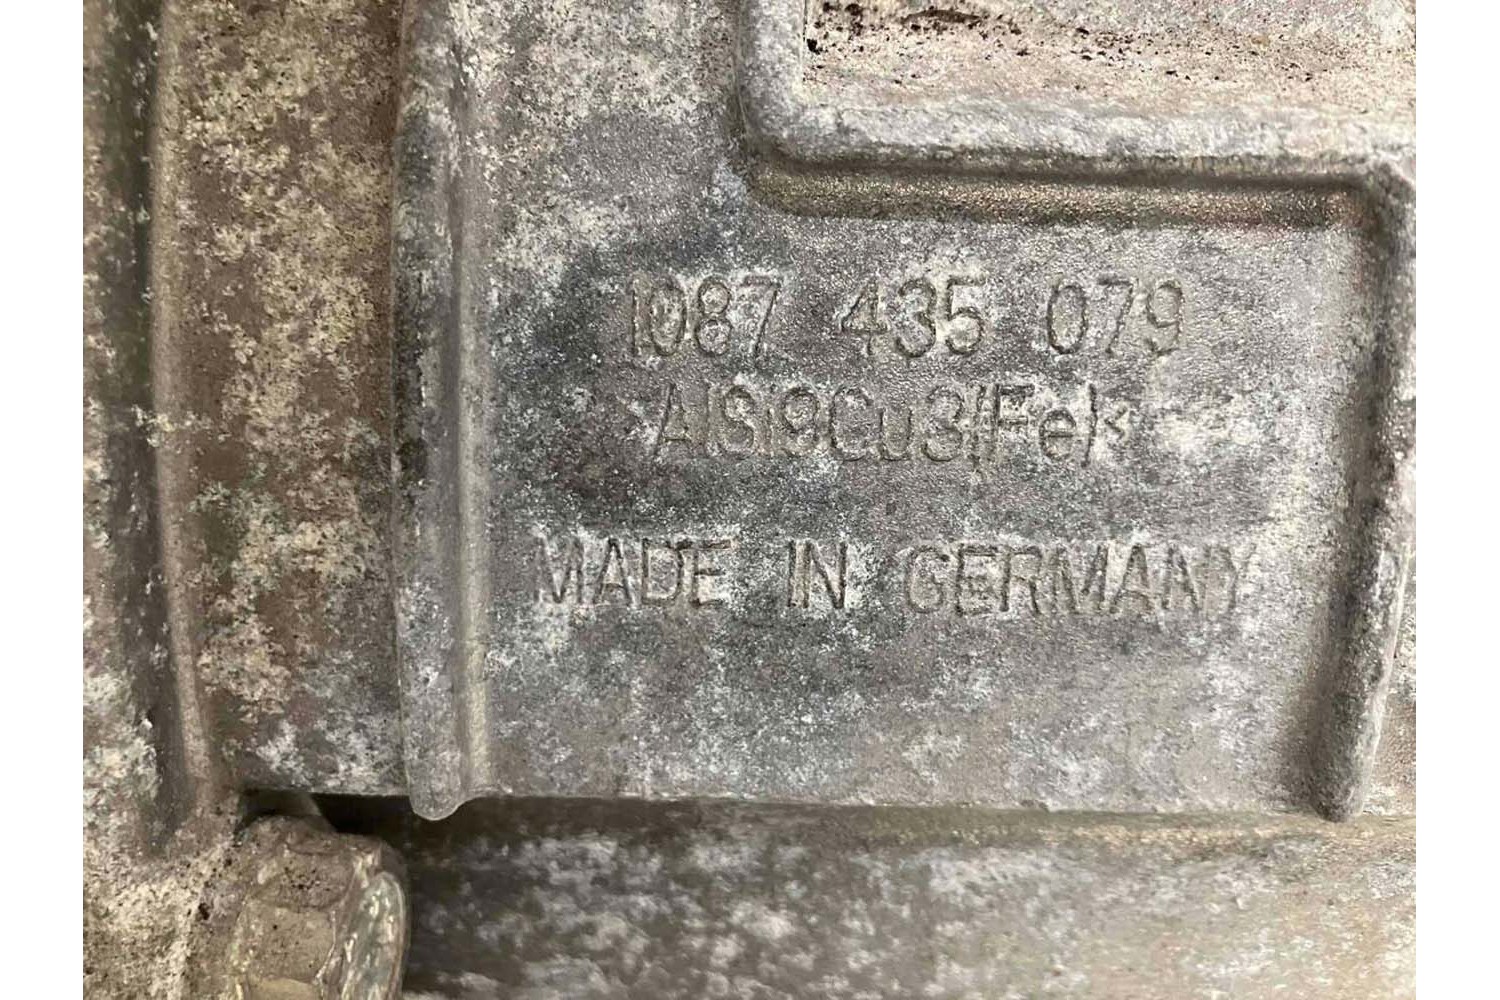 1087 435 079
>AlSi9Cu3(Fe)<
MADE IN GERMANY